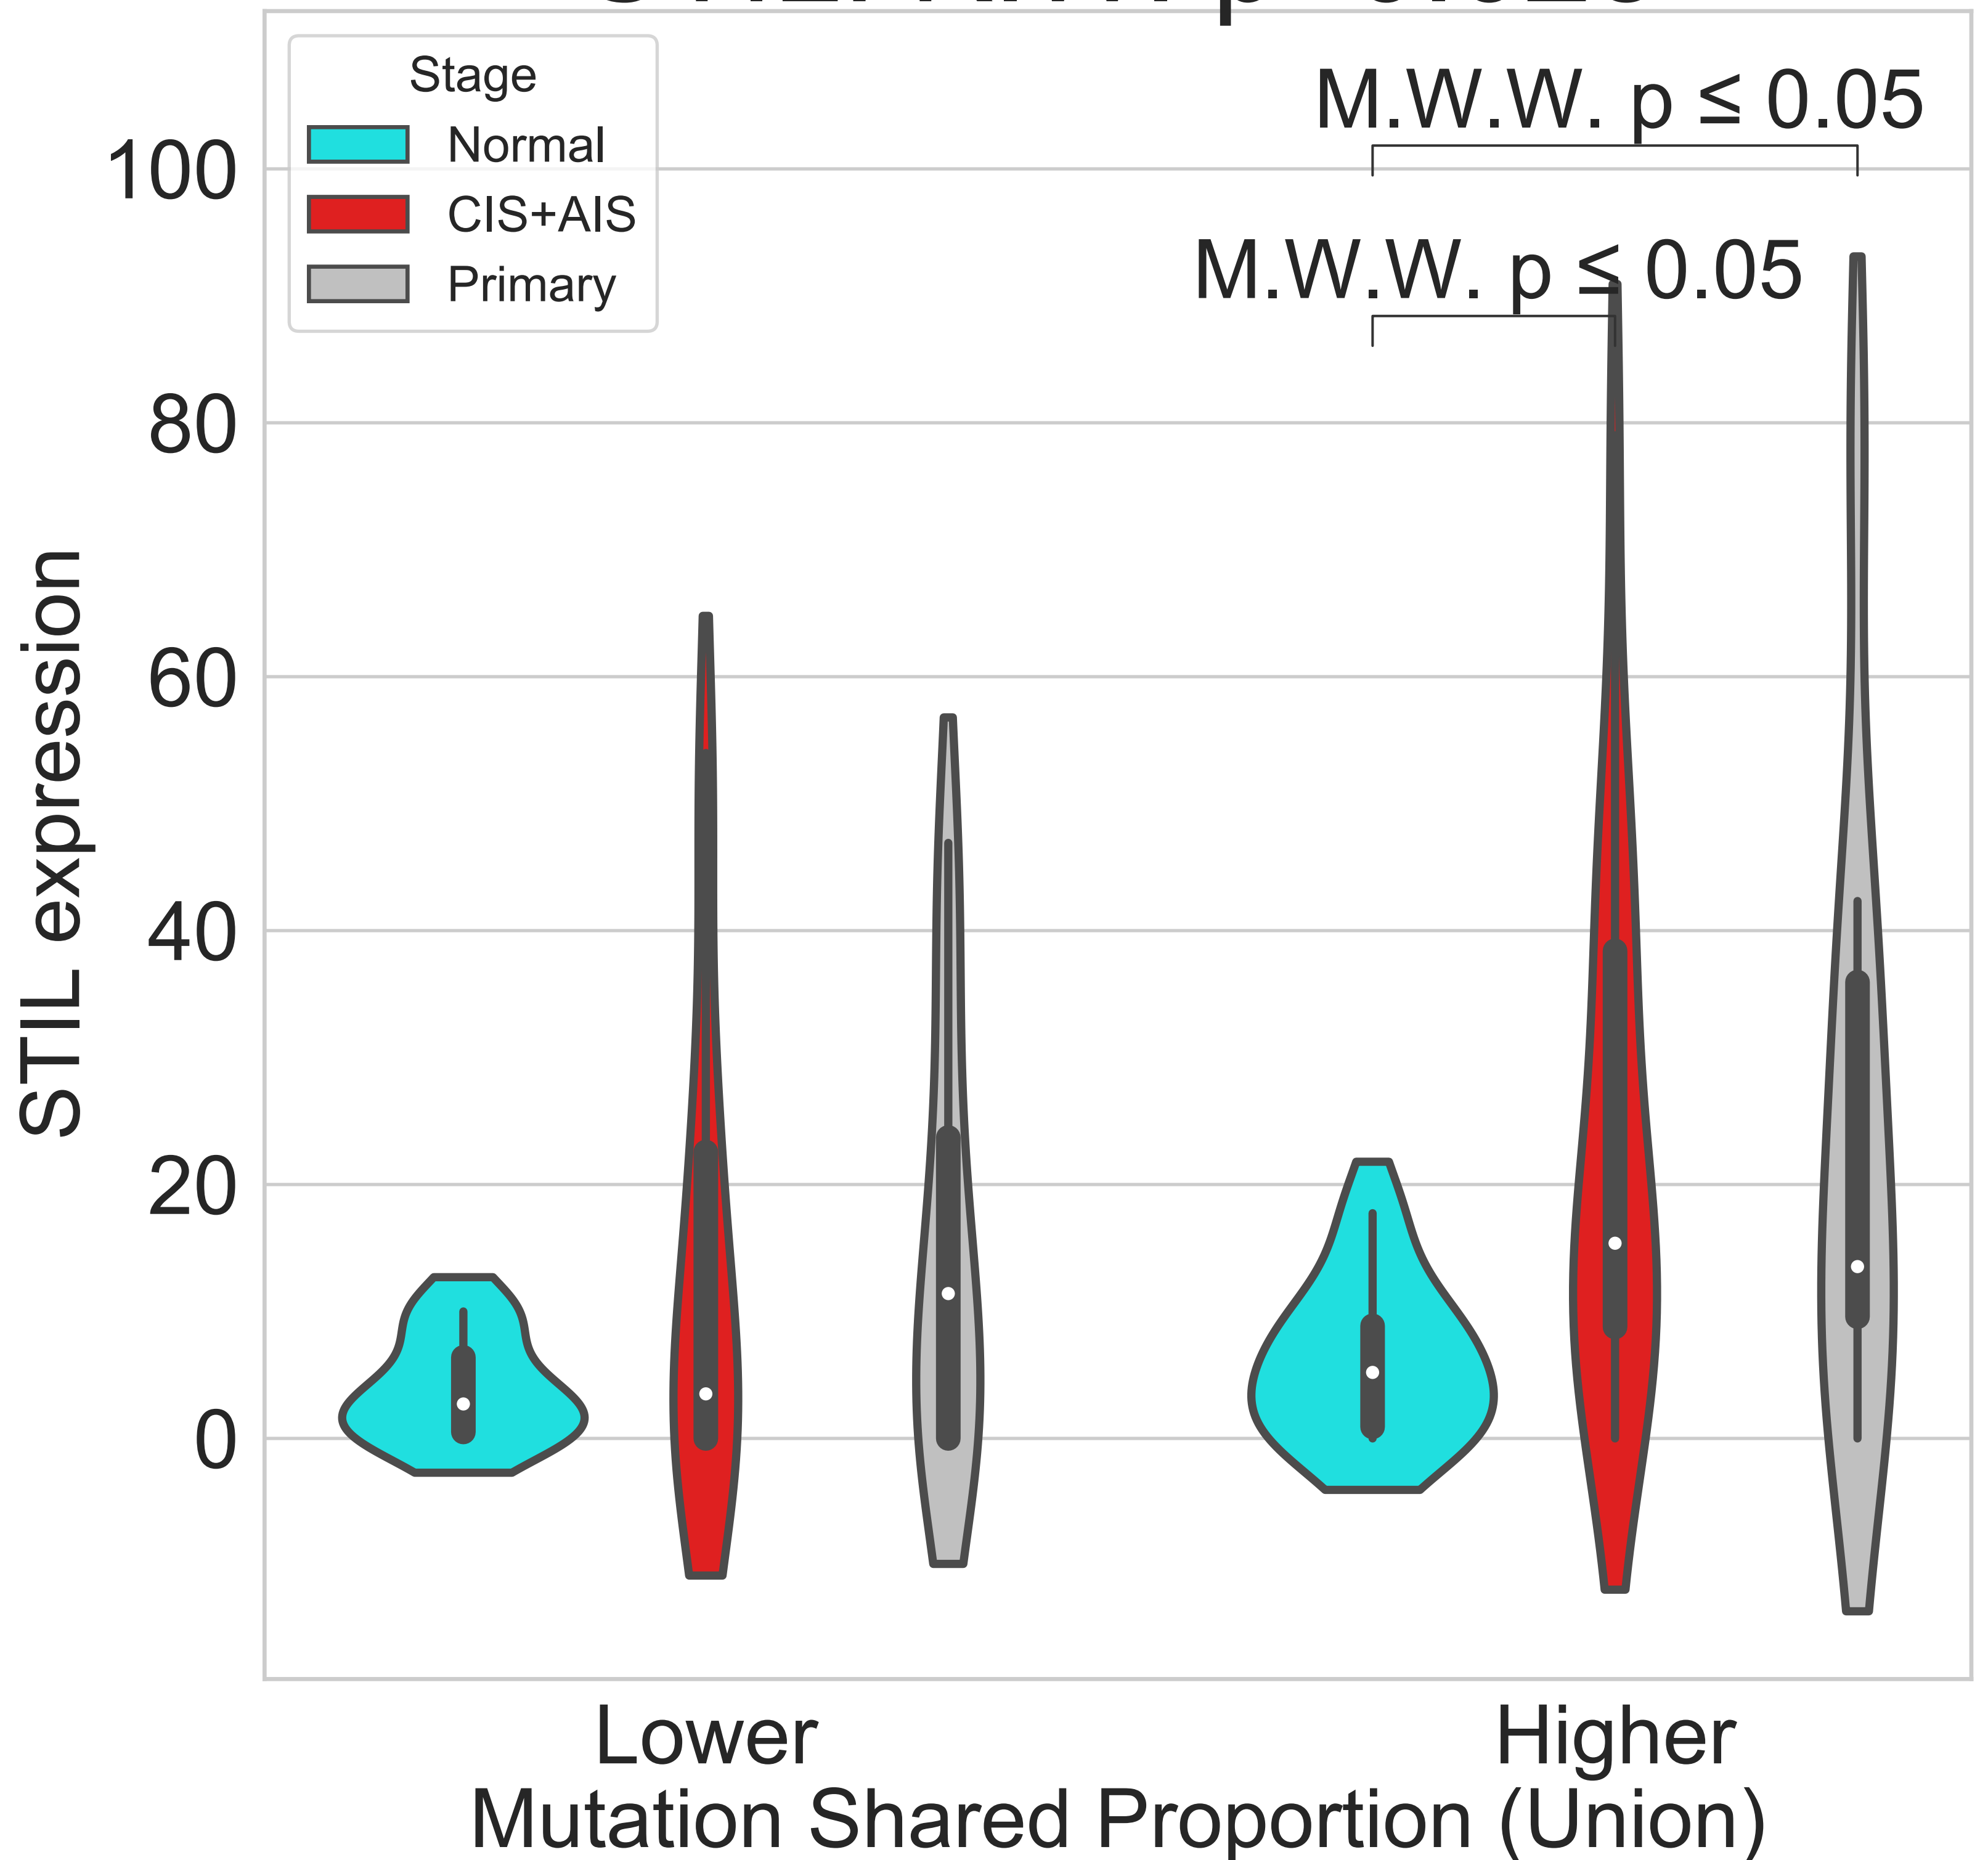 Stage
Normal
CIS+AIS
Primary
M.W.W. p ≤ 0.05
M.W.W. p ≤ 0.05
100
80
60
40
20
0
STIL expression
Lower
Higher
Mutation Shared Proportion (Union)